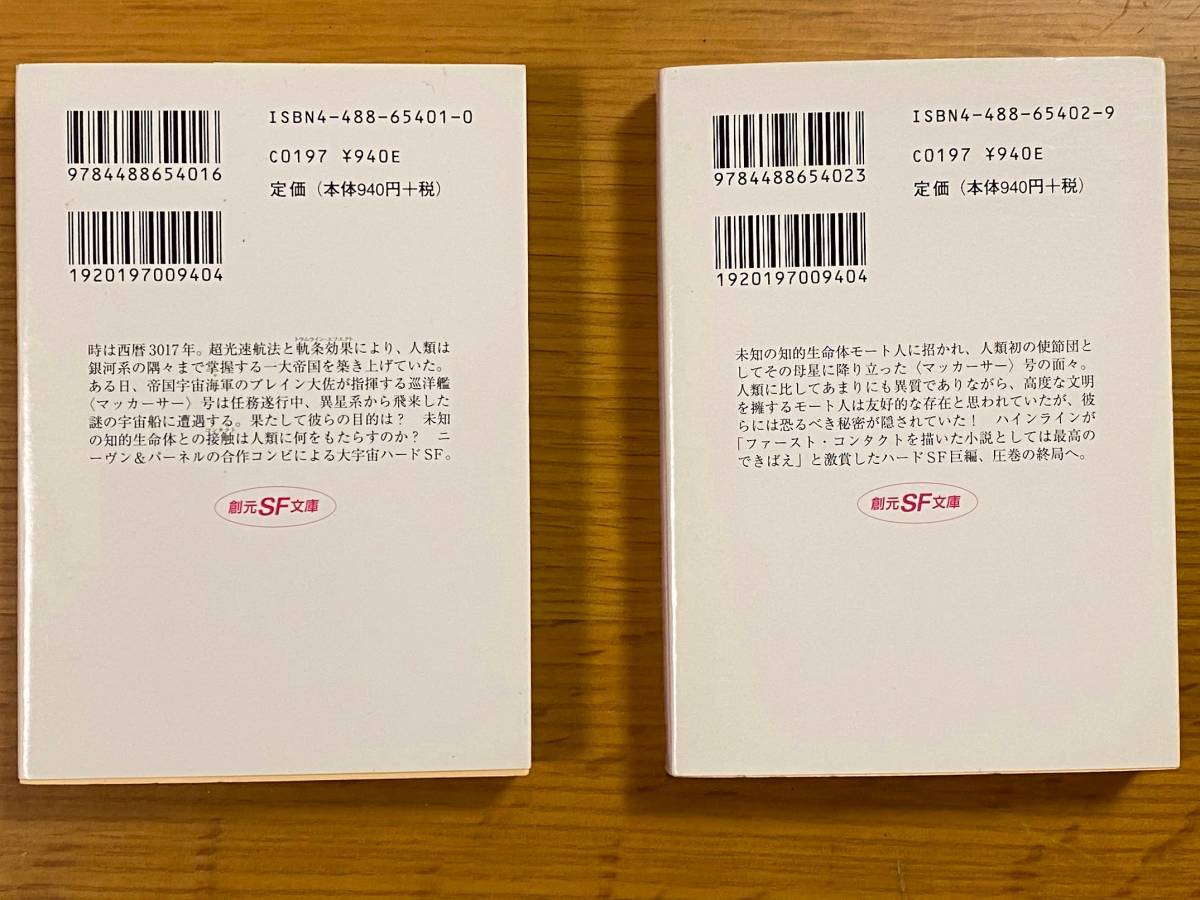 ISBN4-488-65401-0
C0197 ¥940E
9784488654016
定価(本体940円+税)
1920197009404
トラムライン・エフェクト
時は西暦3017年。超光速航法と軌条効果により、人類は
銀河系の隅々まで掌握する一大帝国を築き上げていた。
ある日、帝国宇宙海軍のブレイン大佐が指揮する巡洋艦
〈マッカーサー〉号は任務遂行中、異星系から飛来した
謎の宇宙船に遭遇する。果たして彼らの目的は? 未知
コンタクト
の知的生命体との接触は人類に何をもたらすのか? ニ
ーヴン&パーネルの合作コンビによる大宇宙ハードSF。
創元SF文庫
ISBN4-488-65402-9
C0197 ¥940E
9784488654023
定価(本体940円+税)
1920197009404
未知の知的生命体モート人に招かれ、人類初の使節団と
してその母星に降り立った〈マッカーサー〉号の面々。
人類に比してあまりにも異質でありながら、高度な文明
を擁するモート人は友好的な存在と思われていたが、彼
らには恐るべき秘密が隠されていた! ハインラインが
「ファースト・コンタクトを描いた小説としては最高の
できばえ」と激賞したハードSF巨編、圧巻の終局へ。
創元SF文庫